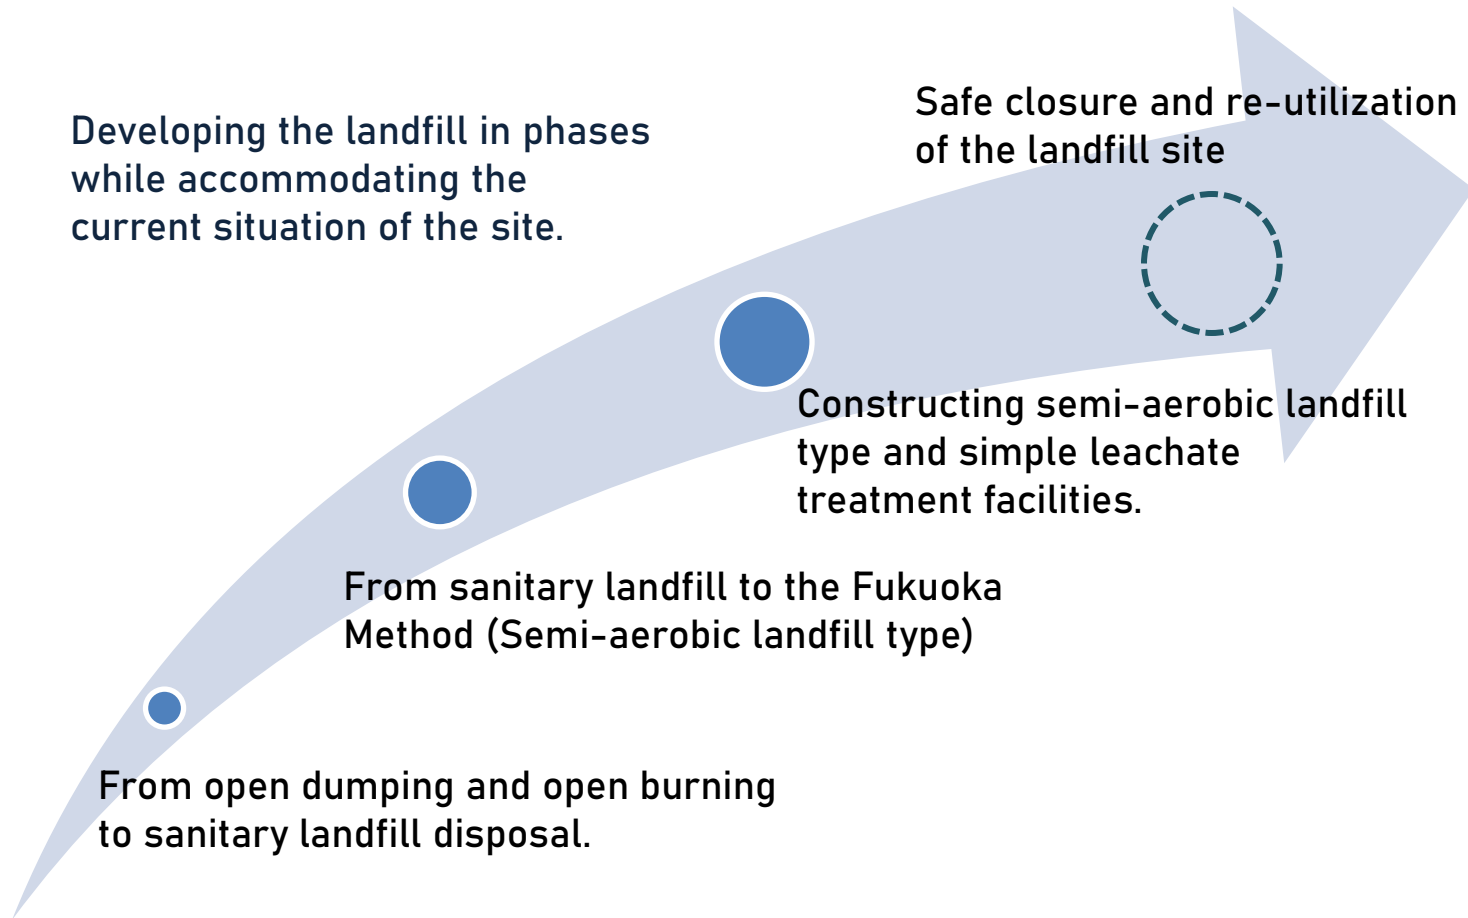 Developing the landfill in phases
while accommodating the
current situation of the site.
Safe closure and re-utilization
of the landfill site
Constructing semi-aerobic landfill
type and simple leachate
treatment facilities.
From sanitary landfill to the Fukuoka
Method (Semi-aerobic landfill type)
From open dumping and open burning
to sanitary landfill disposal.